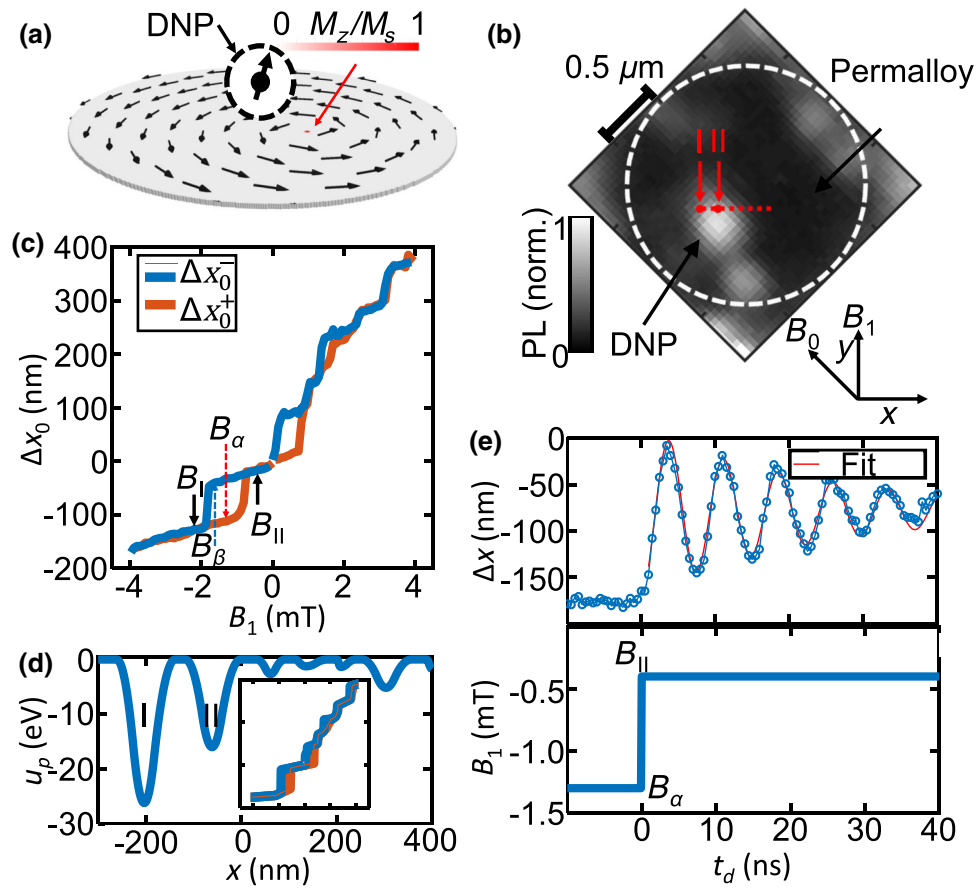 (a)
DNP
0 M_z/M_s 1
(b)
0.5 μm
Permalloy
I II
PL (norm.)
1
0
DNP
B_0
B_1
y
x
(c)
400
300
200
100
0
-100
-200
Δx_0 (nm)
Δx_0^-
Δx_0^+
B_α
B_I
B_β
B_II
-4 -2 0 2 4
B_1 (mT)
(d)
0
-10
-20
-30
u_p (eV)
I II
-200 0 200 400
x (nm)
(e)
0
-50
-100
-150
Δx (nm)
Fit
B_II
B_α
-0.5
-1.0
-1.5
B_1 (mT)
0 10 20 30 40
t_d (ns)